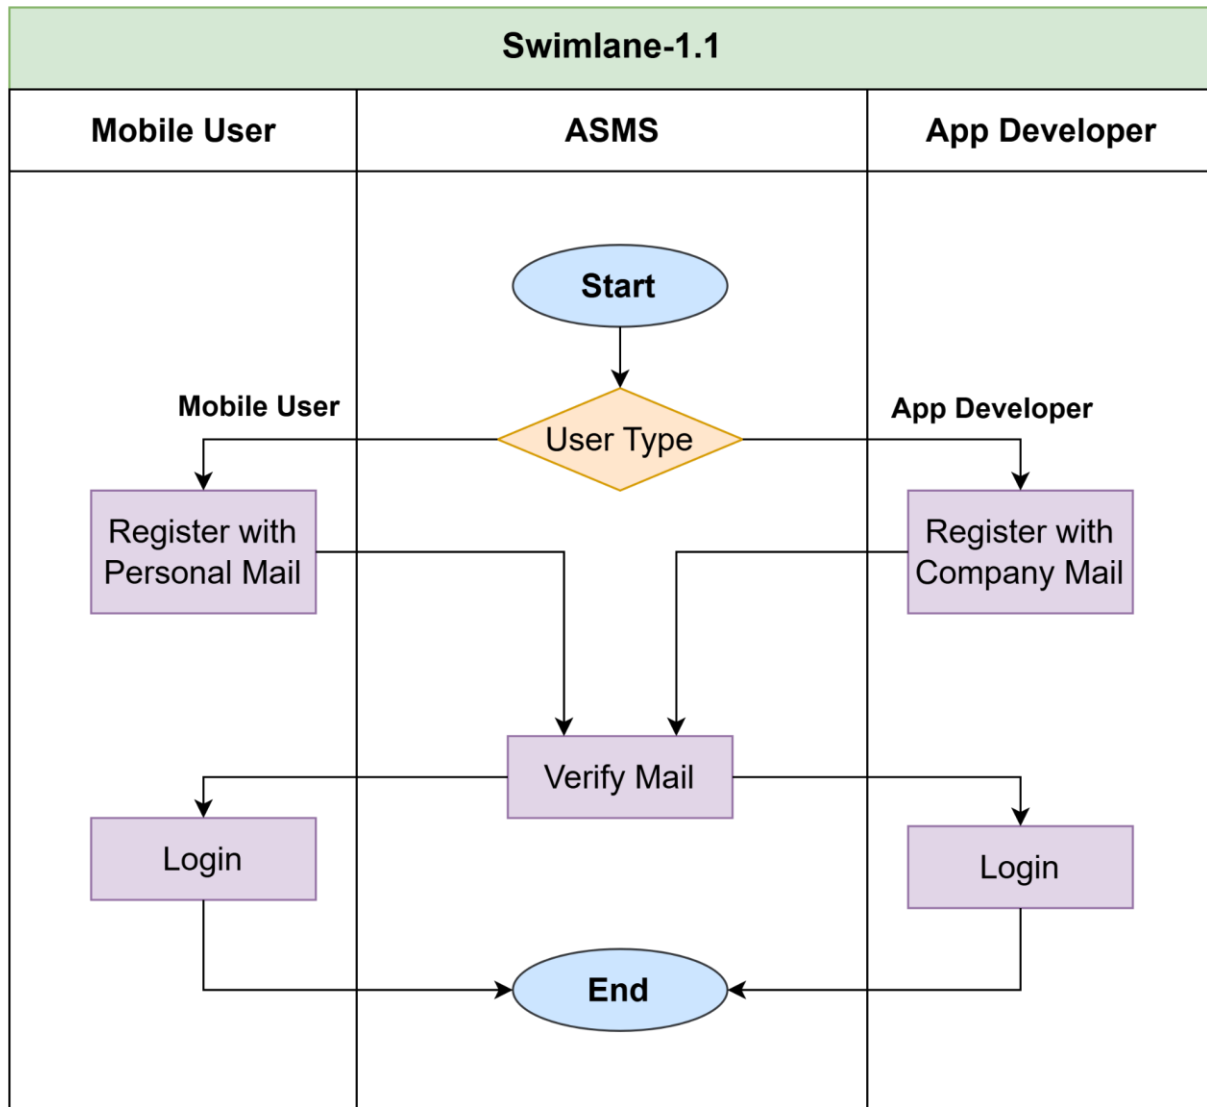 Swimlane-1.1
Mobile User
ASMS
App Developer
Start
Mobile User
User Type
App Developer
Register with
Personal Mail
Register with
Company Mail
Verify Mail
Login
Login
End